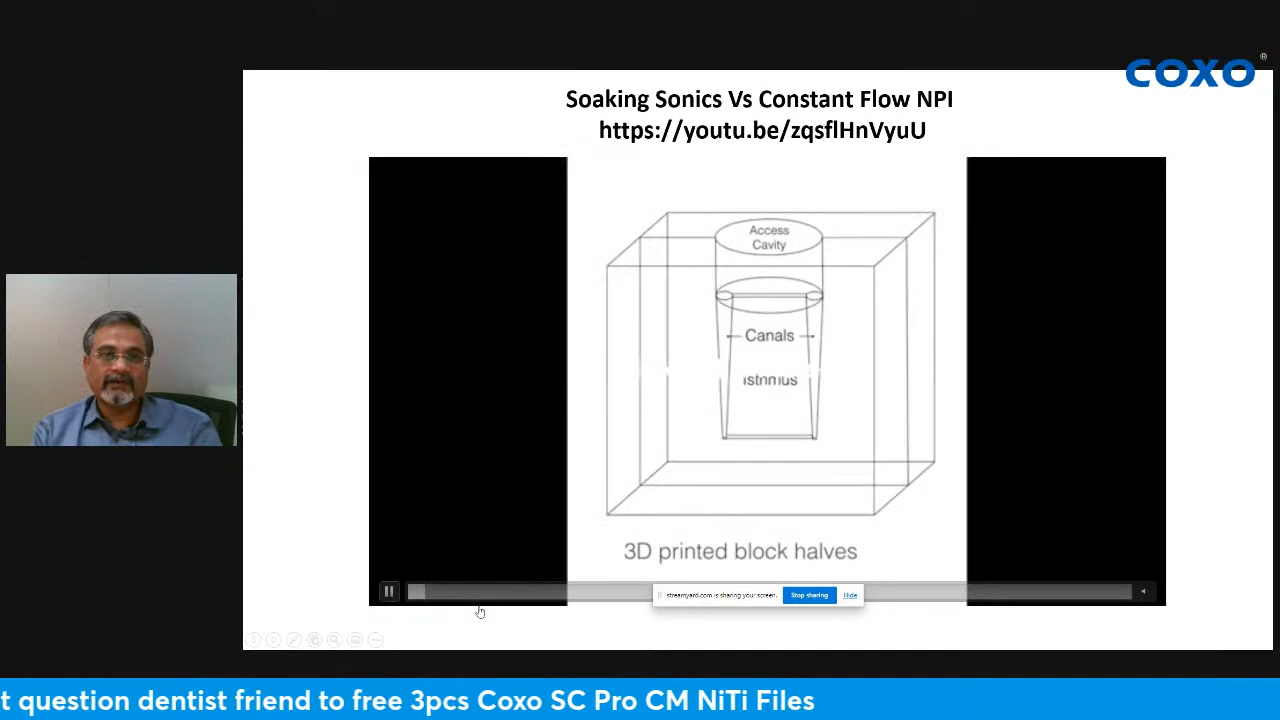 COXO
®
Soaking Sonics Vs Constant Flow NPI
https://youtu.be/zqsflHnVyuU
Access
Cavity
Canals
3D printed block halves
streamyard.com is sharing your screen.
Stop sharing
Hide
t question dentist friend to free 3pcs Coxo SC Pro CM NiTi Files